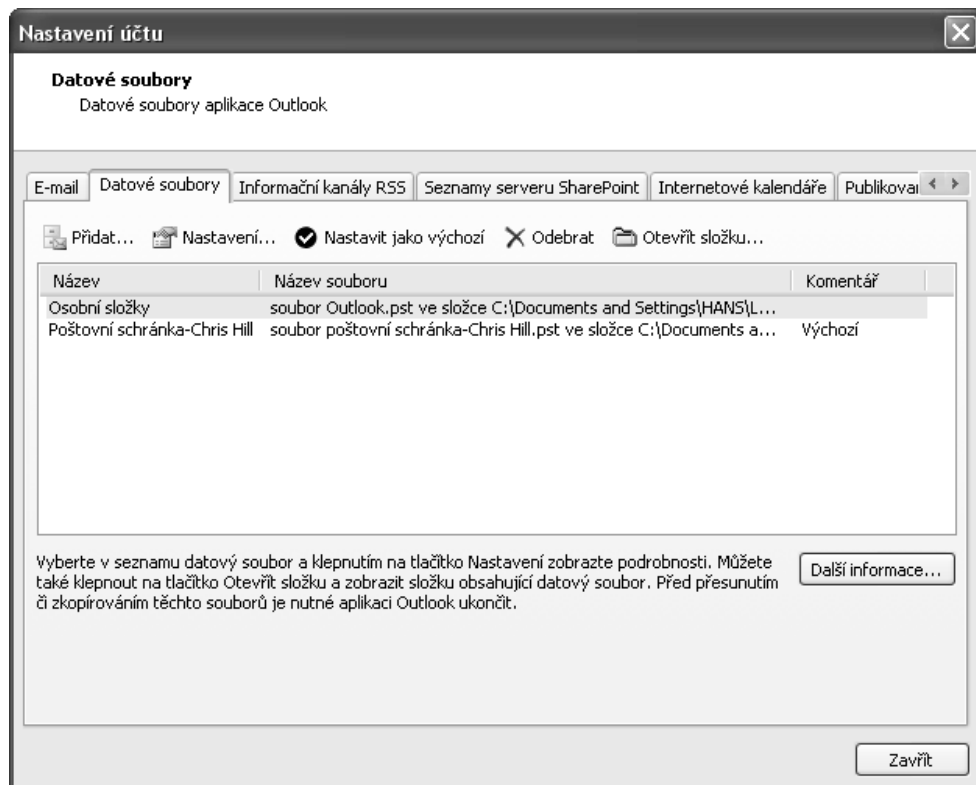 Nastavení účtu
Datové soubory
Datové soubory aplikace Outlook
E-mail Datové soubory Informační kanály RSS Seznamy serveru SharePoint Internetové kalendáře Publikovaı
Přidat... Nastavení... Nastavit jako výchozí Odebrat Otevřít složku...
Název Název souboru Komentář
Osobní složky soubor Outlook.pst ve složce C:\Documents and Settings\HANS\L...
Poštovní schránka-Chris Hill soubor poštovní schránka-Chris Hill.pst ve složce C:\Documents a... Výchozí
Vyberte v seznamu datový soubor a klepnutím na tlačítko Nastavení zobrazte podrobnosti. Můžete
také klepnout na tlačítko Otevřít složku a zobrazit složku obsahující datový soubor. Před přesunutím
či zkopírováním těchto souborů je nutné aplikaci Outlook ukončit.
Další informace...
Zavřít